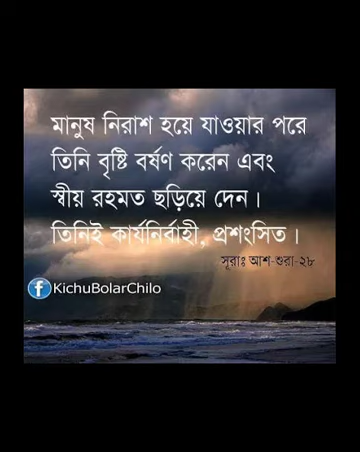 মানুষ নিরাশ হয়ে যাওয়ার পরে
তিনি বৃষ্টি বর্ষণ করেন এবং
স্বীয় রহমত ছড়িয়ে দেন।
তিনিই কার্যনির্বাহী, প্রশংসিত।
সূরাঃ আশ-শুরা-২৮
KichuBolarChilo